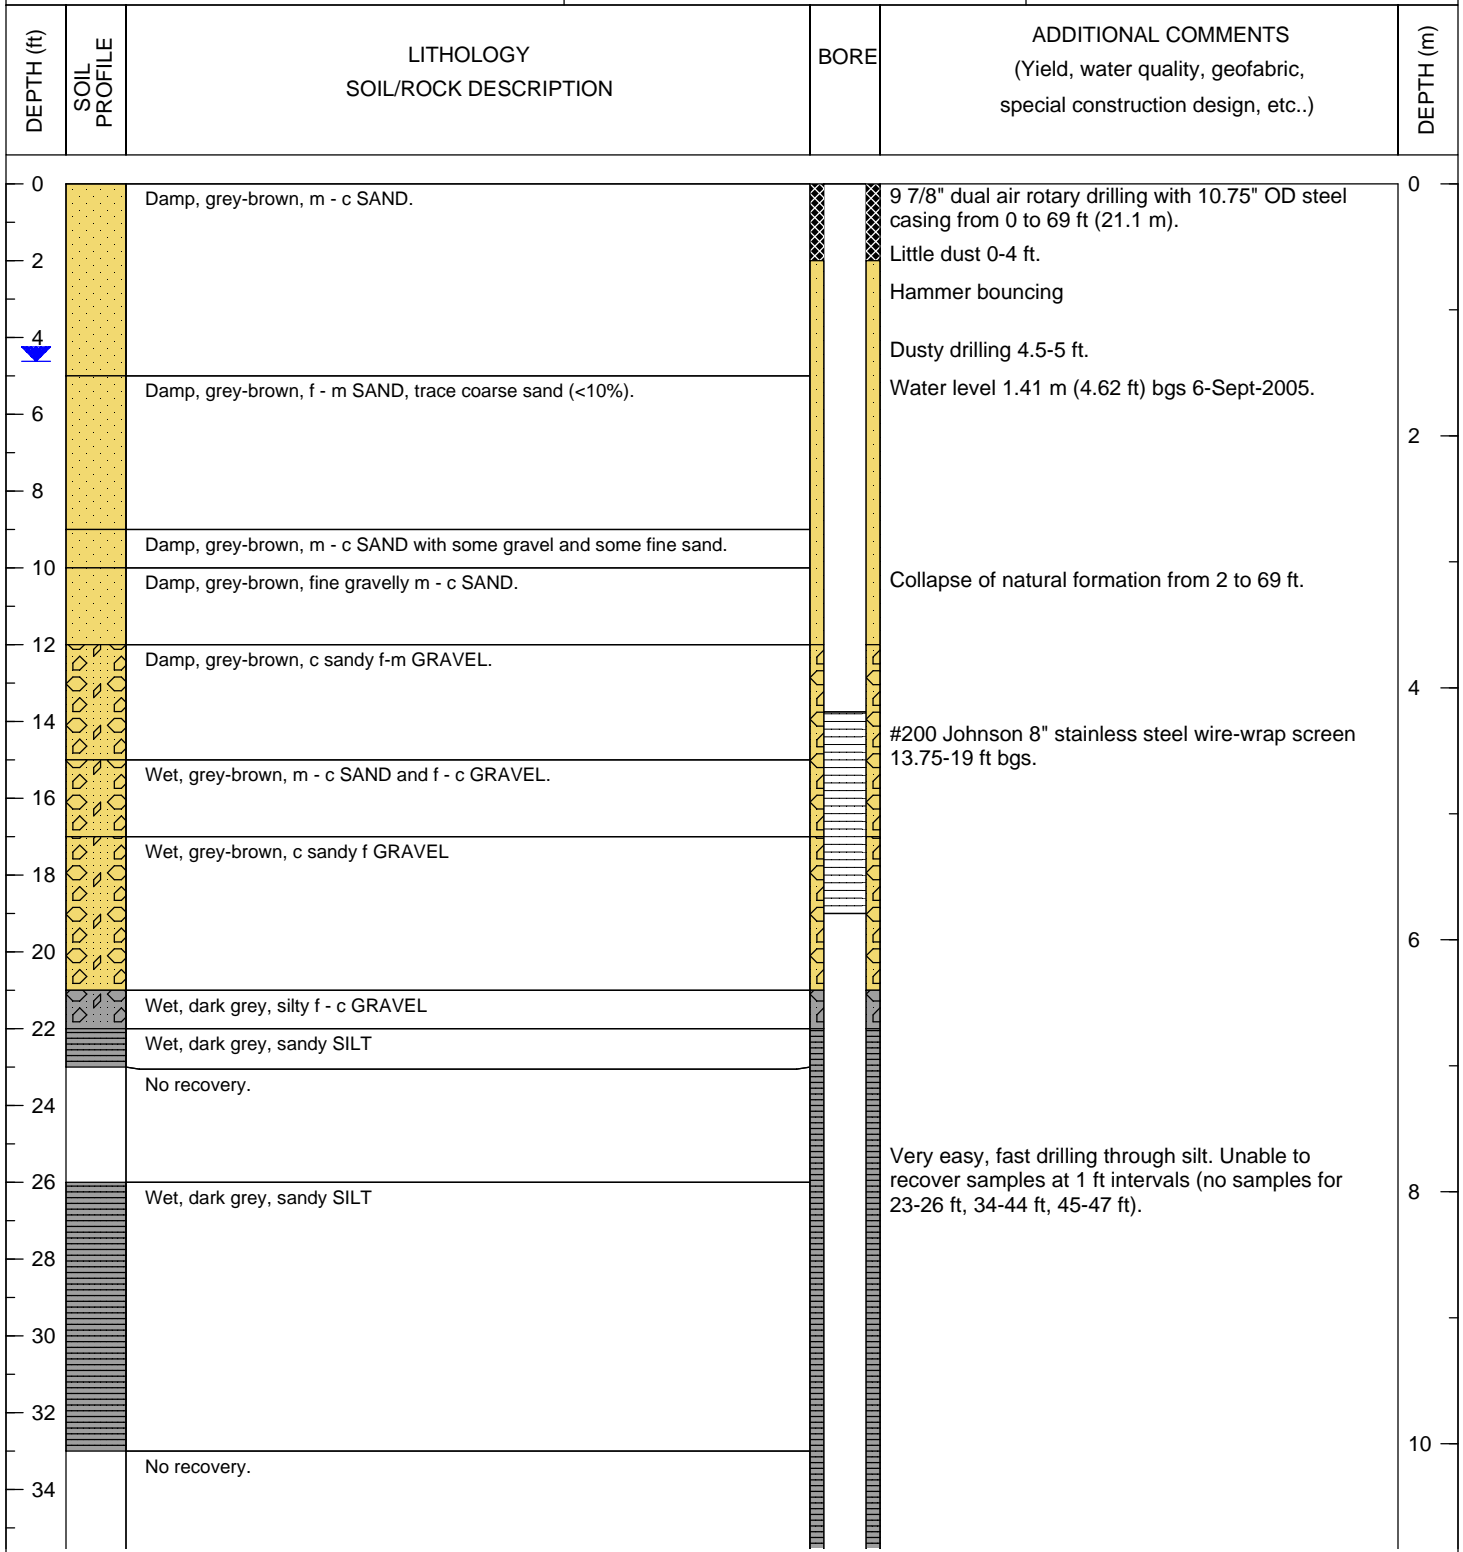 DEPTH (ft)
SOIL
PROFILE
LITHOLOGY
SOIL/ROCK DESCRIPTION
BORE
ADDITIONAL COMMENTS
(Yield, water quality, geofabric,
special construction design, etc..)
DEPTH (m)
0
Damp, grey-brown, m - c SAND.
9 7/8" dual air rotary drilling with 10.75" OD steel
casing from 0 to 69 ft (21.1 m).
0
2
Little dust 0-4 ft.
Hammer bouncing
4
Dusty drilling 4.5-5 ft.
Damp, grey-brown, f - m SAND, trace coarse sand (<10%).
Water level 1.41 m (4.62 ft) bgs 6-Sept-2005.
6
2
8
Damp, grey-brown, m - c SAND with some gravel and some fine sand.
10
Damp, grey-brown, fine gravelly m - c SAND.
Collapse of natural formation from 2 to 69 ft.
12
Damp, grey-brown, c sandy f-m GRAVEL.
4
14
#200 Johnson 8" stainless steel wire-wrap screen
13.75-19 ft bgs.
Wet, grey-brown, m - c SAND and f - c GRAVEL.
16
Wet, grey-brown, c sandy f GRAVEL
18
20
6
Wet, dark grey, silty f - c GRAVEL
22
Wet, dark grey, sandy SILT
No recovery.
24
Very easy, fast drilling through silt. Unable to
recover samples at 1 ft intervals (no samples for
23-26 ft, 34-44 ft, 45-47 ft).
26
Wet, dark grey, sandy SILT
8
28
30
32
10
No recovery.
34